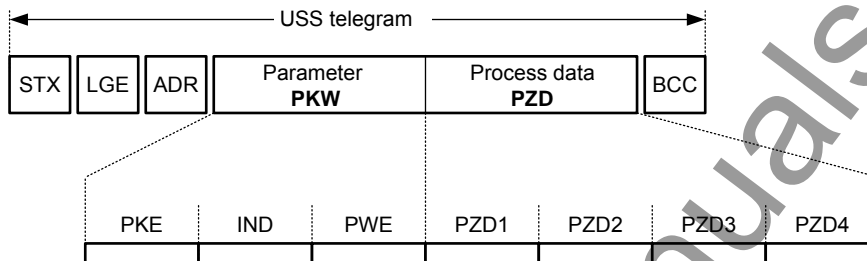 USS telegram
STX LGE ADR Parameter PKW Process data PZD BCC
PKE IND PWE PZD1 PZD2 PZD3 PZD4